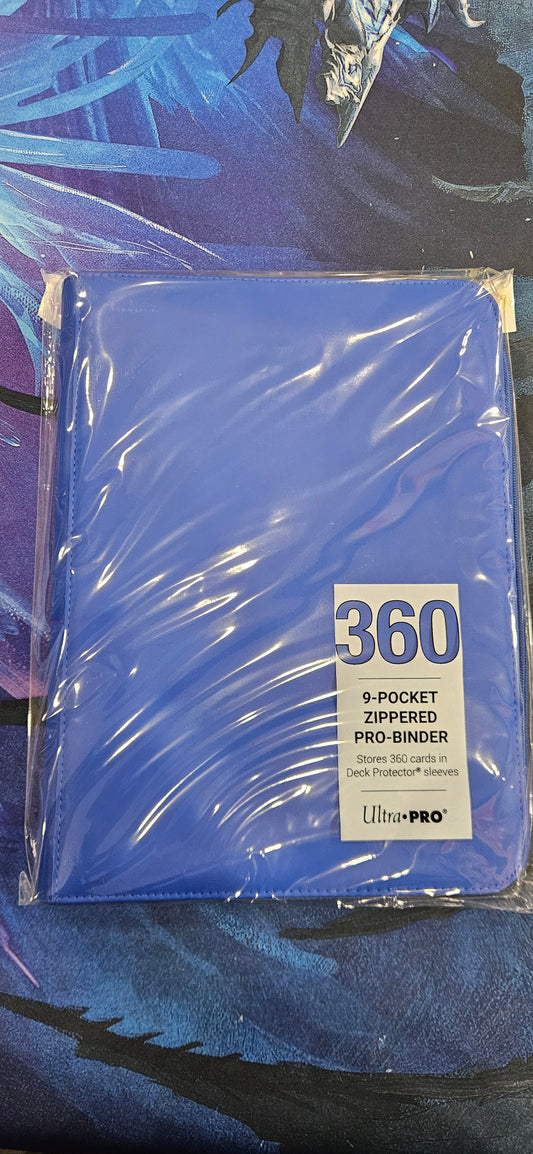 360
9-POCKET
ZIPPERED
PRO-BINDER
Stores 360 cards in
Deck Protector® sleeves
Ultra•PRO®